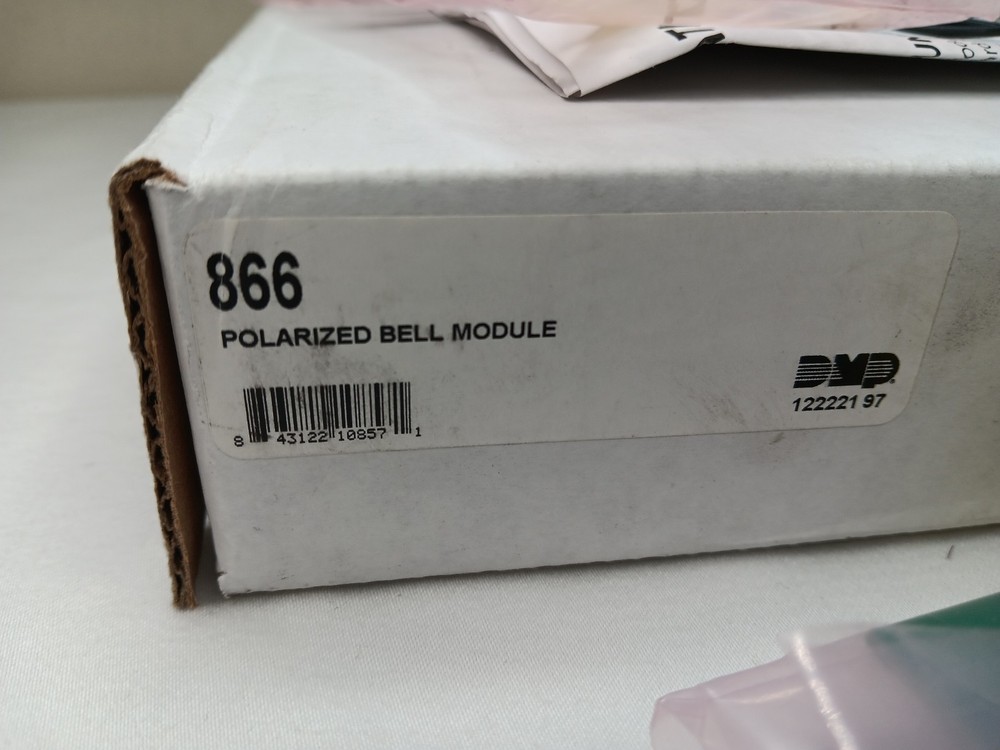 866
POLARIZED BELL MODULE
8 43122 10857 1
DMP
122221 97